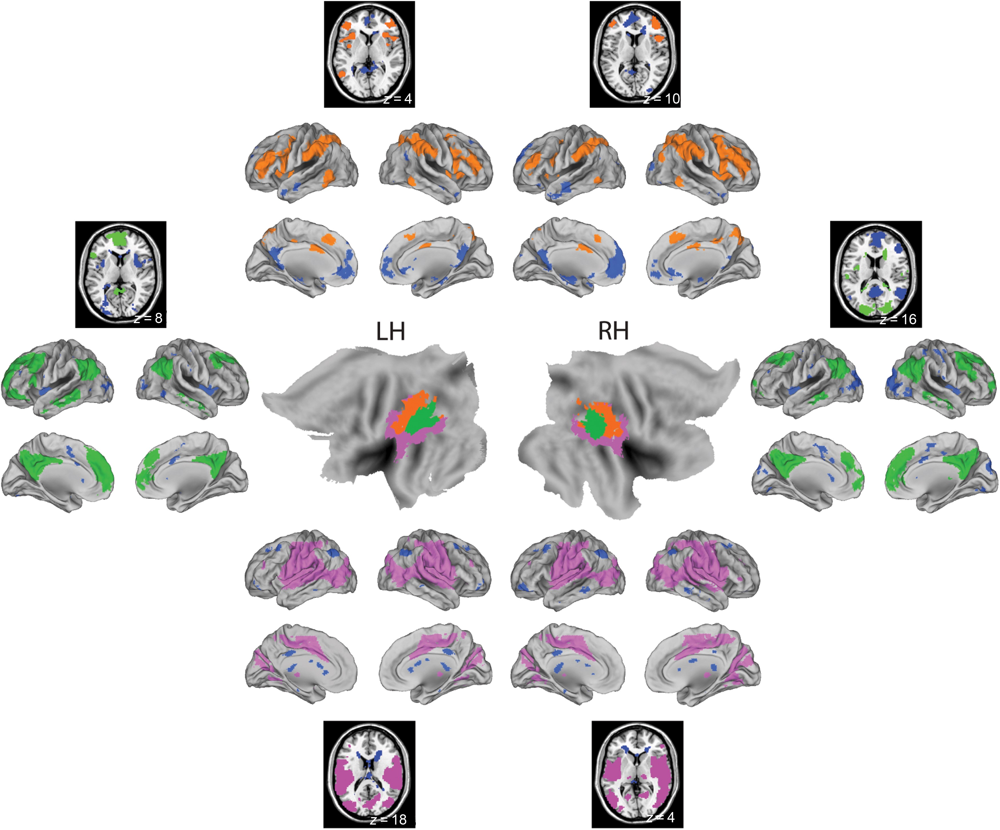 z = 4
z = 10
z = 8
z = 16
LH
RH
z = 18
z = 4